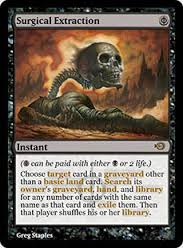 Surgical Extraction
Instant
( can be paid with either or 2 life.)
Choose target card in a graveyard other
than a basic land card. Search its
owner's graveyard, hand, and library
for any number of cards with the same
name as that card and exile them. Then
that player shuffles his or her library.
Greg Staples